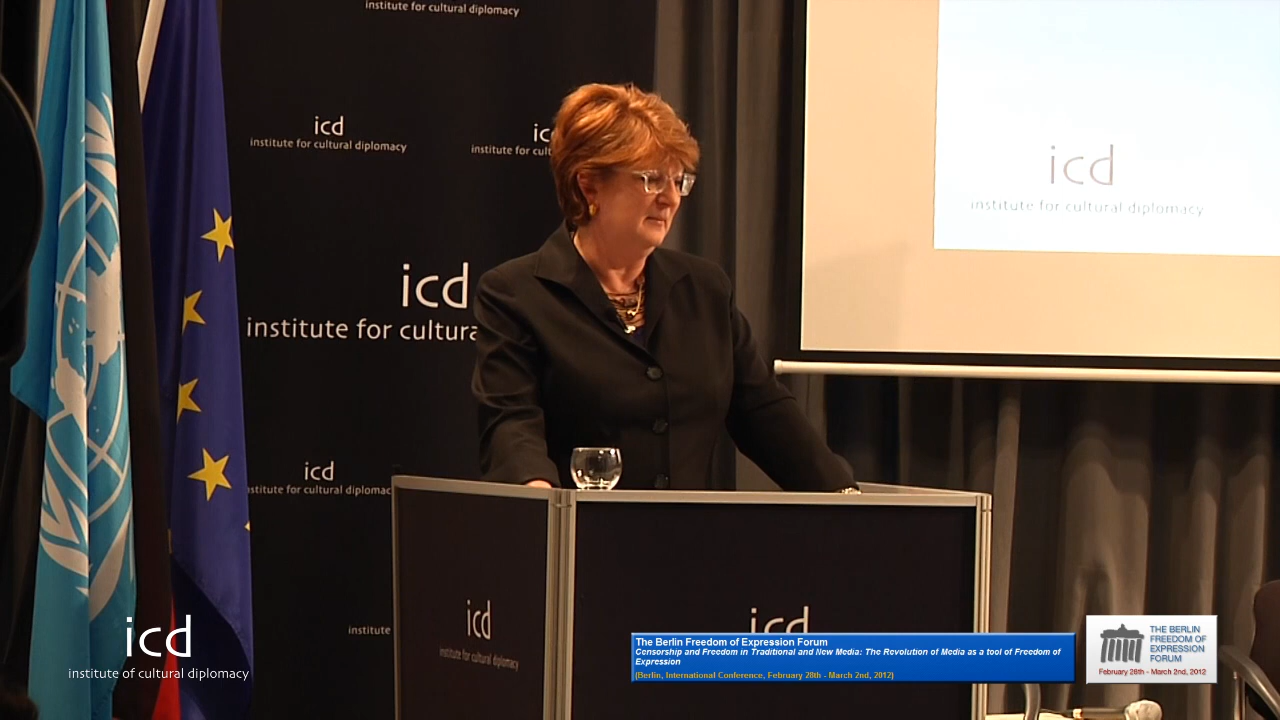 institute for cultural diplomacy
icd
institute for cultural diplomacy
ic
institute for cult
icd
institute for cultural diplomacy
icd
institute for cultura
icd
stitute for cultural diplomac
institute
icd
institute for cultural diplomacy
icd
icd
institute of cultural diplomacy
The Berlin Freedom of Expression Forum
Censorship and Freedom in Traditional and New Media: The Revolution of Media as a tool of Freedom of
Expression
(Berlin, International Conference, February 28th - March 2nd, 2012)
THE BERLIN
FREEDOM OF
EXPRESSION
FORUM
February 28th - March 2nd, 2012